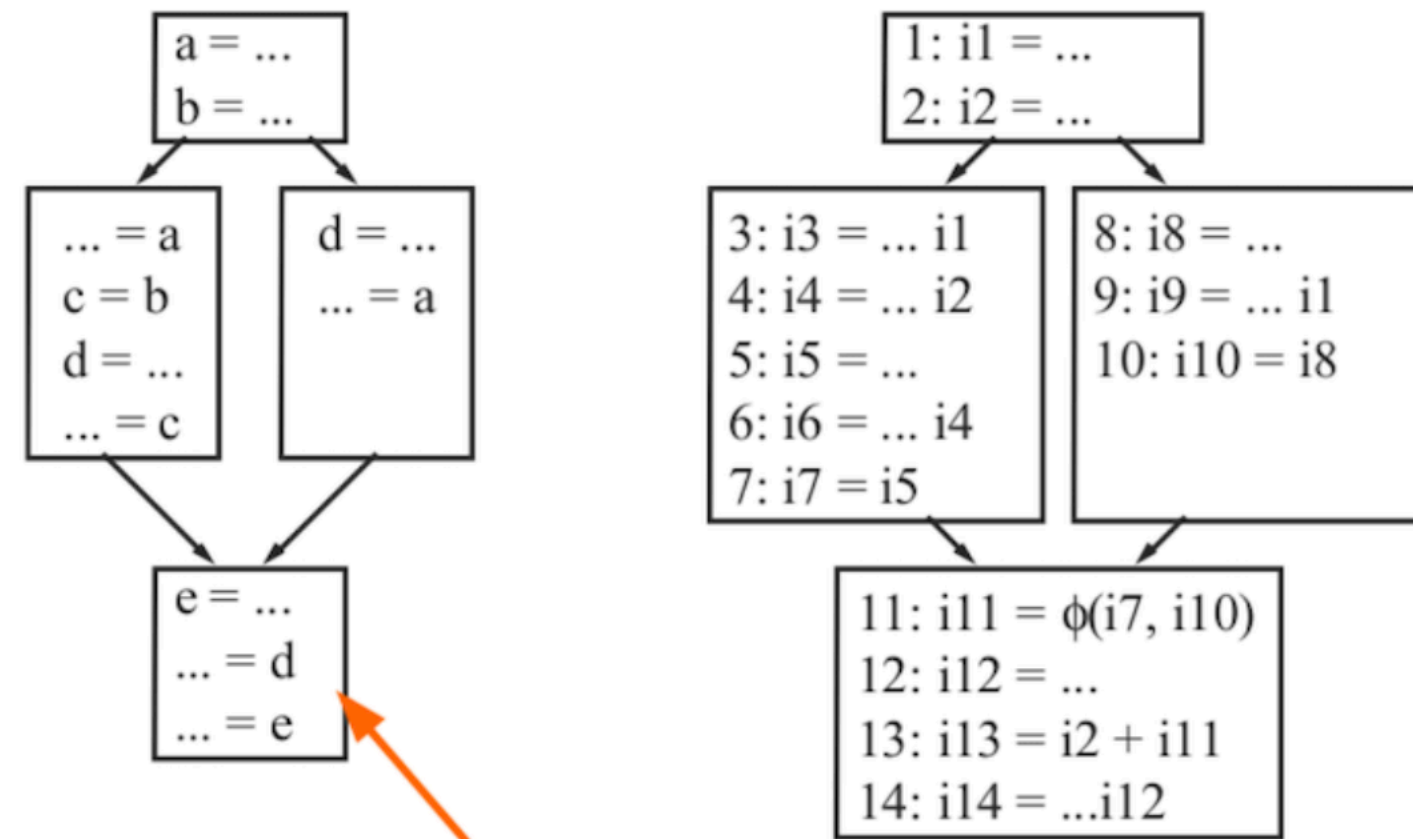 a = ...
b = ...
... = a
c = b
d = ...
... = c
d = ...
... = a
e = ...
... = d
... = e
1: i1 = ...
2: i2 = ...
3: i3 = ... i1
4: i4 = ... i2
5: i5 = ...
6: i6 = ... i4
7: i7 = i5
8: i8 = ...
9: i9 = ... i1
10: i10 = i8
11: i11 = ϕ(i7, i10)
12: i12 = ...
13: i13 = i2 + i11
14: i14 = ...i12